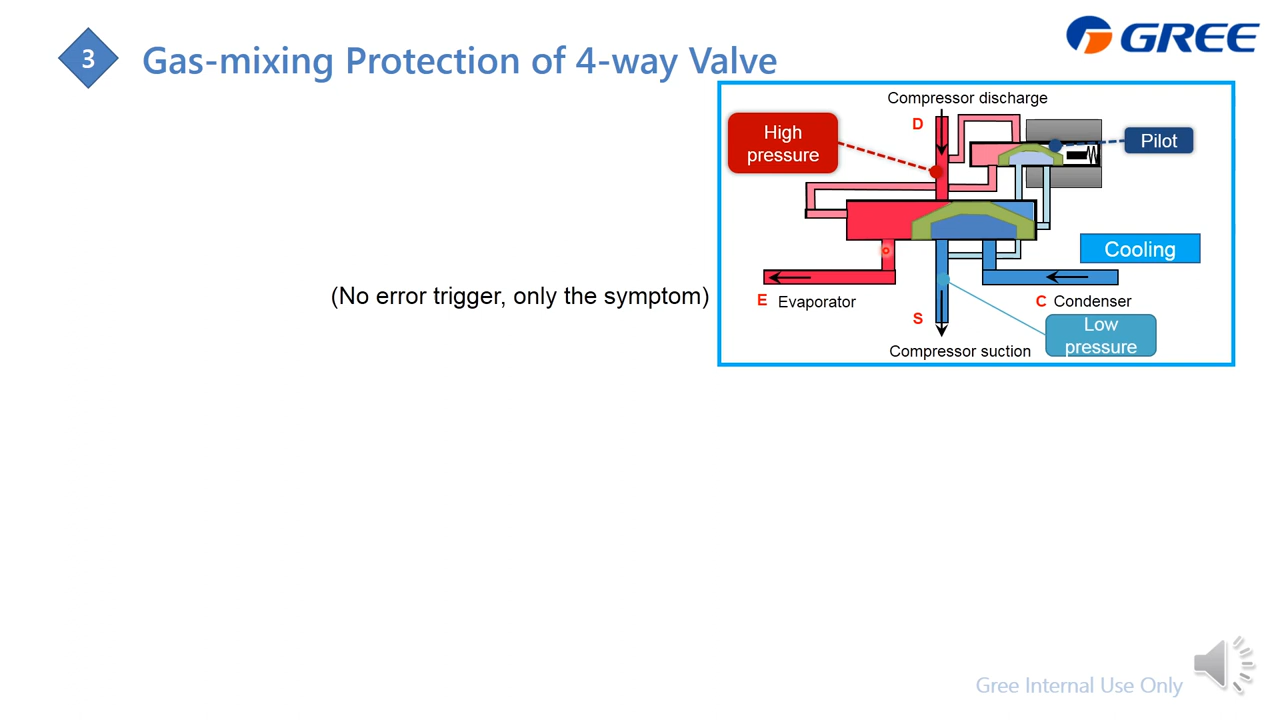 3
Gas-mixing Protection of 4-way Valve
GREE
Compressor discharge
D
High
pressure
Pilot
Cooling
(No error trigger, only the symptom)
E Evaporator
C Condenser
S
Low
pressure
Compressor suction
Gree Internal Use Only